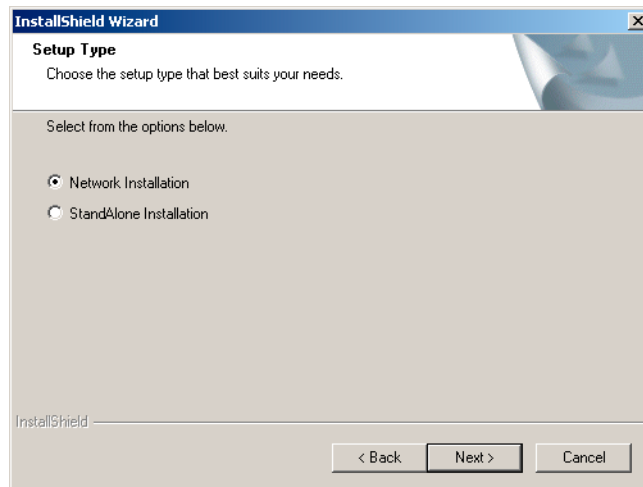 InstallShield Wizard
Setup Type
Choose the setup type that best suits your needs.
Select from the options below.
Network Installation
StandAlone Installation
InstallShield
< Back Next > Cancel